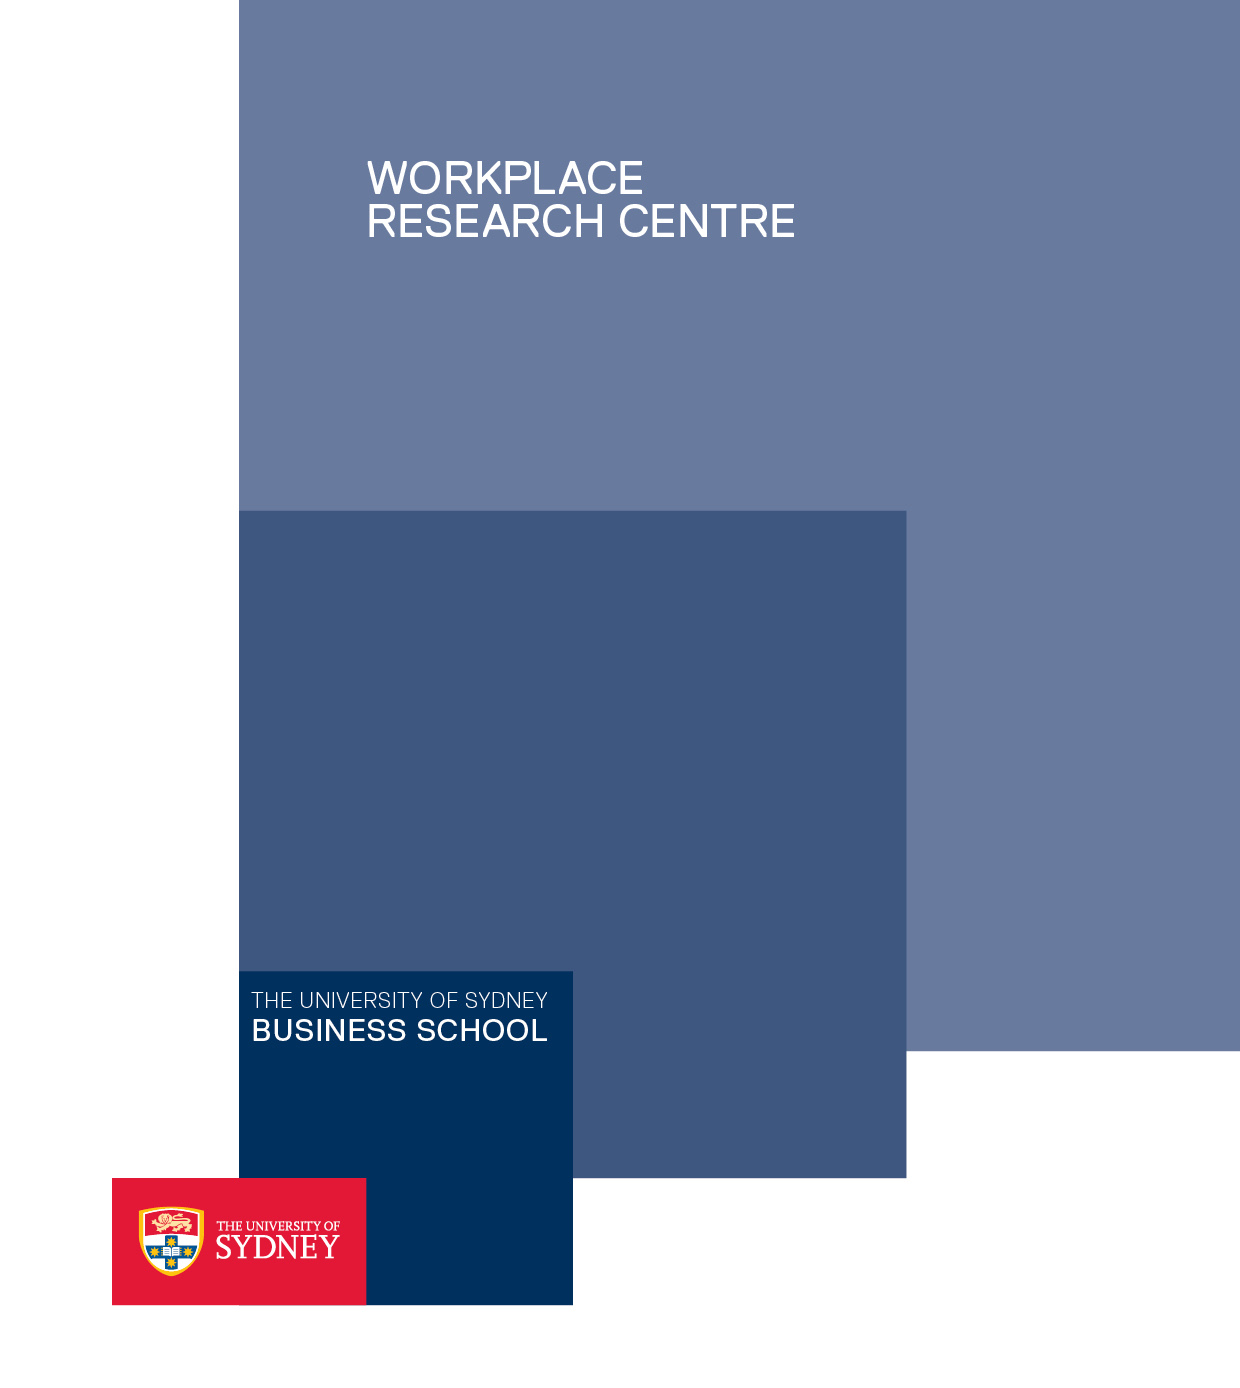 WORKPLACE
RESEARCH CENTRE
THE UNIVERSITY OF SYDNEY
BUSINESS SCHOOL
THE UNIVERSITY OF
SYDNEY